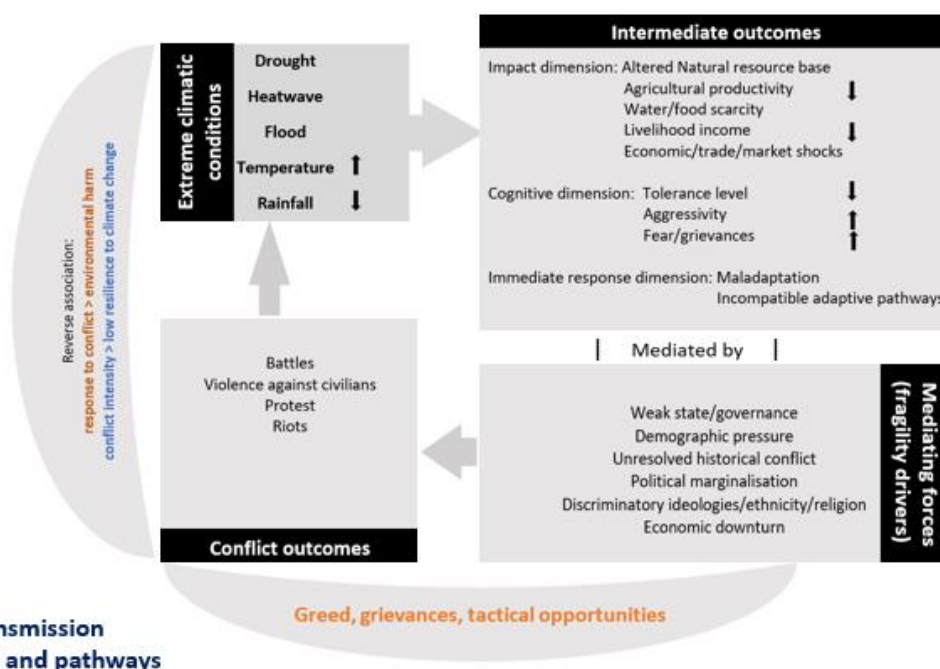 Extreme climatic
conditions
Drought
Heatwave
Flood
Temperature ⬆
Rainfall ⬇
Intermediate outcomes
Impact dimension: Altered Natural resource base
Agricultural productivity ⬇
Water/food scarcity
Livelihood income ⬇
Economic/trade/market shocks
Cognitive dimension: Tolerance level ⬇
Aggressivity ⬆
Fear/grievances ⬆
Immediate response dimension: Maladaptation
Incompatible adaptive pathways
Mediated by
Mediating forces
(fragility drivers)
Weak state/governance
Demographic pressure
Unresolved historical conflict
Political marginalisation
Discriminatory ideologies/ethnicity/religion
Economic downturn
Battles
Violence against civilians
Protest
Riots
Conflict outcomes
Reverse association:
response to conflict > environmental harm
conflict intensity > low resilience to climate change
Greed, grievances, tactical opportunities
nsmission
and pathways